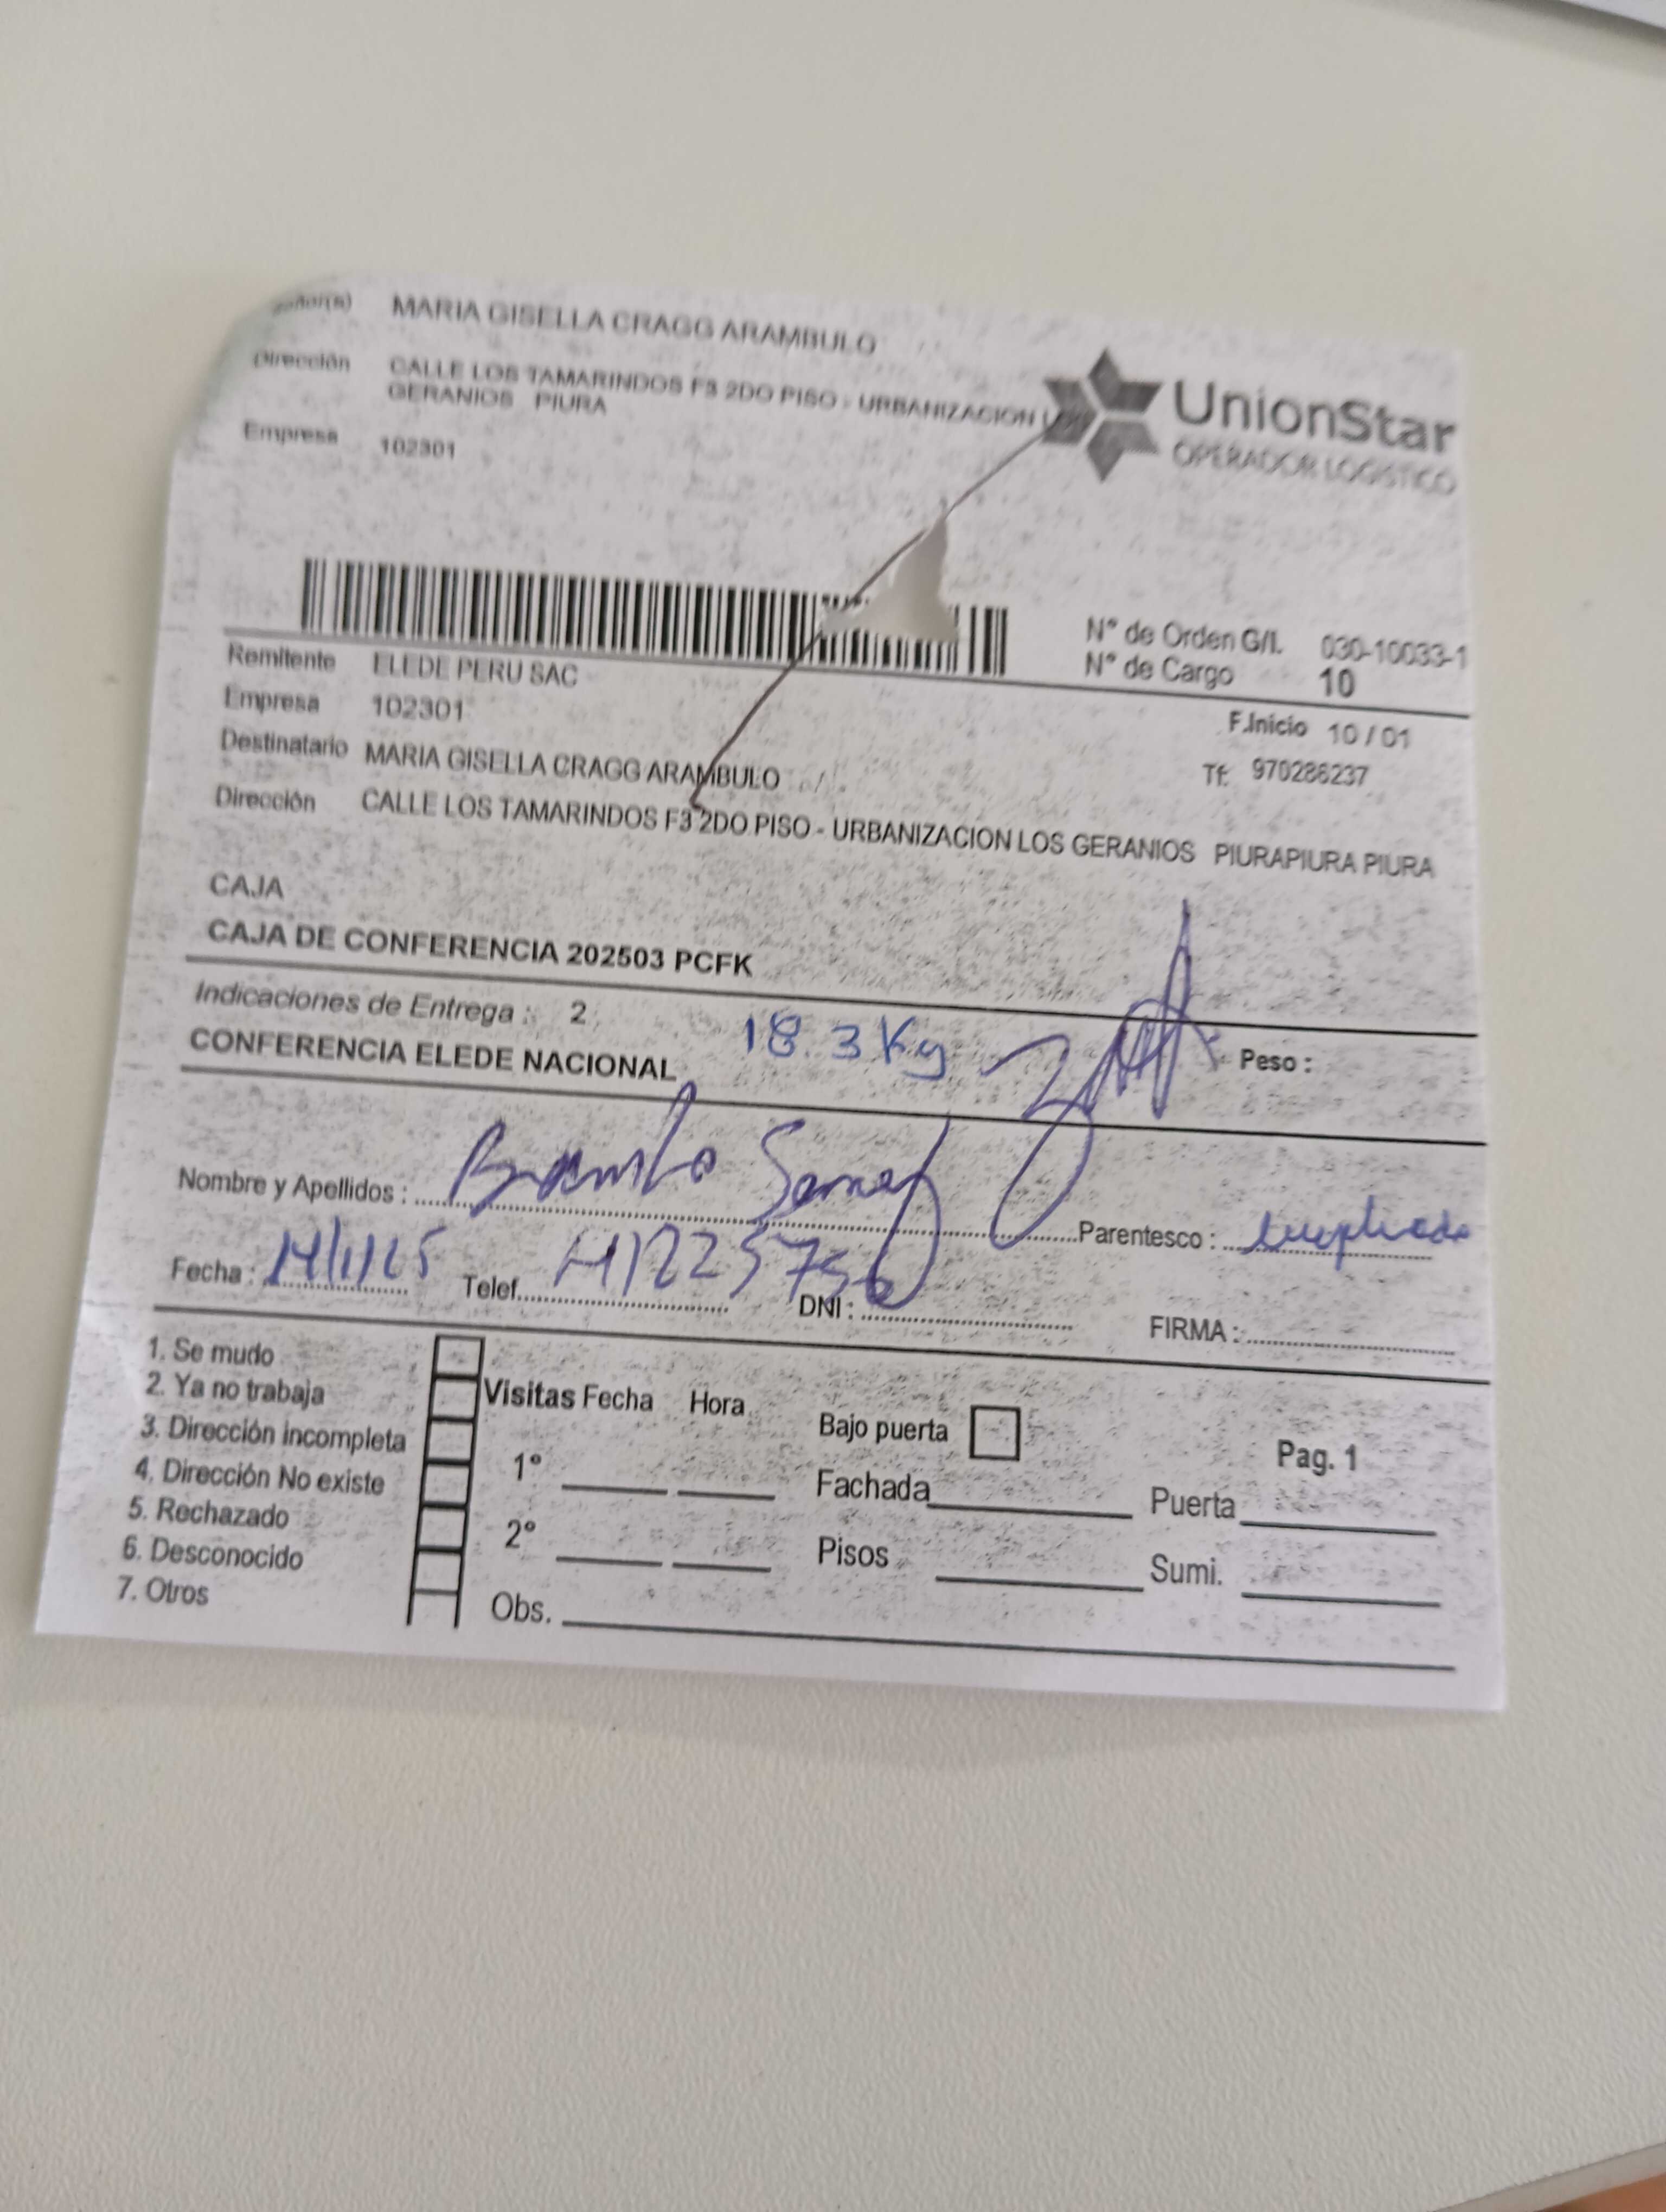 MARIA GISELLA CRAGG ARAMBULO
Dirección CALLE LOS TAMARINDOS F3 2DO PISO - URBANIZACION
GERANIOS PIURA
Empresa 102301
UnionStar
OPERADOR LOGISTICO
N° de Orden G/I. 030-10033-1
N° de Cargo 10
Remitente ELEDE PERU SAC
Empresa 102301
F.Inicio 10 / 01
Destinatario MARIA GISELLA CRAGG ARAMBULO
Tf: 970286237
Dirección CALLE LOS TAMARINDOS F3 2DO PISO - URBANIZACION LOS GERANIOS PIURAPIURA PIURA
CAJA
CAJA DE CONFERENCIA 202503 PCFK
Indicaciones de Entrega : 2
18.3 Kg
Peso :
CONFERENCIA ELEDE NACIONAL
Nombre y Apellidos :
Parentesco : empleado
Fecha : 14/1/25 Telef. DNI : FIRMA :
1. Se mudo
2. Ya no trabaja
3. Dirección incompleta
4. Dirección No existe
5. Rechazado
6. Desconocido
7. Otros
Visitas Fecha Hora
1°
2°
Obs.
Bajo puerta
Fachada
Pisos
Pag. 1
Puerta
Sumi.